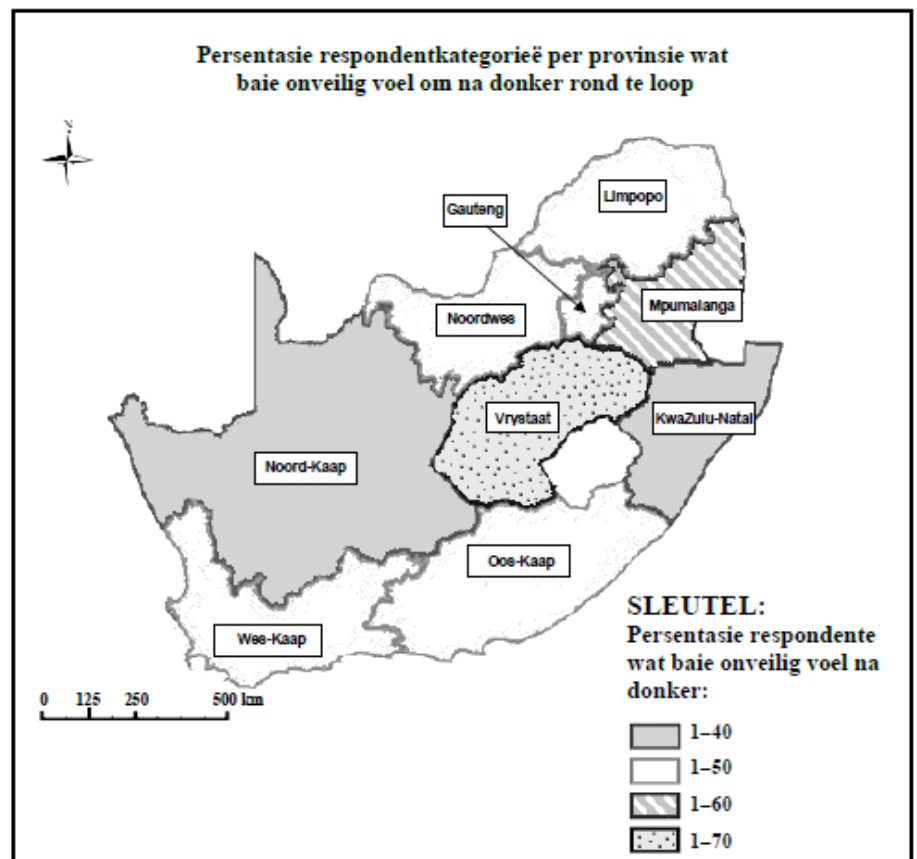 Persentasie respondentkategorieë per provinsie wat
baie onveilig voel om na donker rond te loop
N
Limpopo
Gauteng
Mpumalanga
Noordwes
Vrystaat
KwaZulu-Natal
Noord-Kaap
Oos-Kaap
Wes-Kaap
SLEUTEL:
Persentasie respondente
wat baie onveilig voel na
donker:
0 125 250 500 km
1–40
1–50
1–60
1–70